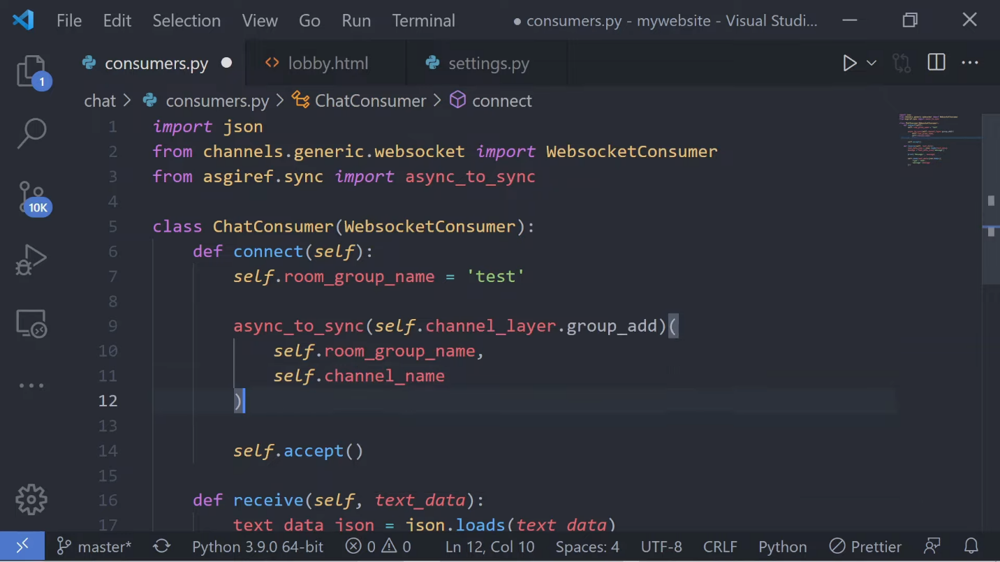 File Edit Selection View Go Run Terminal ● consumers.py - mywebsite - Visual Studi...
consumers.py lobby.html settings.py
1
chat > consumers.py > ChatConsumer > connect
1 import json
2 from channels.generic.websocket import WebsocketConsumer
3 from asgiref.sync import async_to_sync
4
10K
5 class ChatConsumer(WebsocketConsumer):
6 def connect(self):
7 self.room_group_name = 'test'
8
9 async_to_sync(self.channel_layer.group_add)(
10 self.room_group_name,
11 self.channel_name
12 )
13
14 self.accept()
15
16 def receive(self, text_data):
17 text_data_json = json.loads(text_data)
master* Python 3.9.0 64-bit 0 0 Ln 12, Col 10 Spaces: 4 UTF-8 CRLF Python Prettier